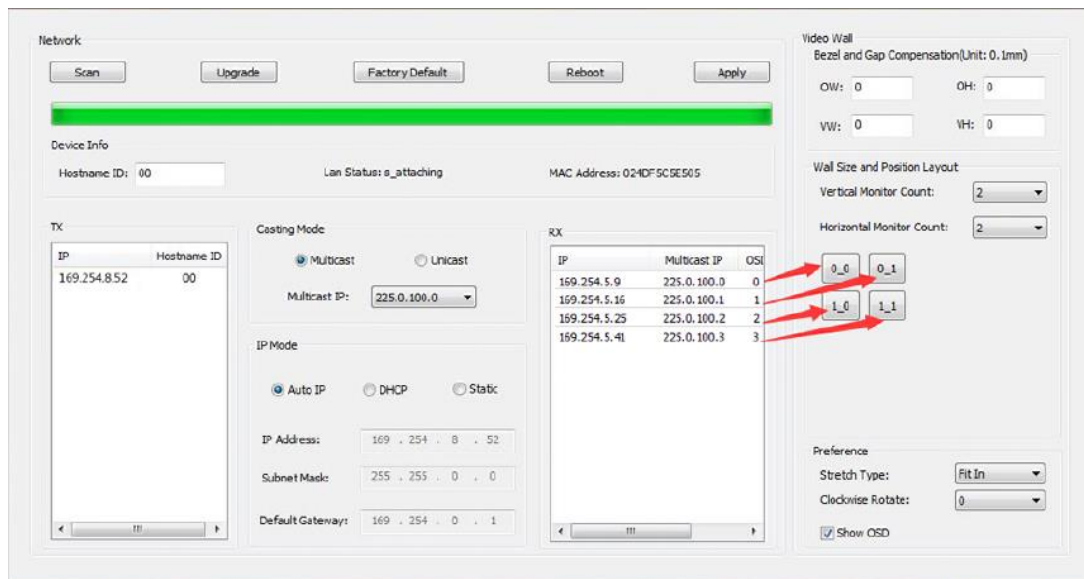 Network
Scan
Upgrade
Factory Default
Reboot
Apply
Device Info
Hostname ID: 00
Lan Status: s_attaching
MAC Address: 024DF5C5E505
TX
IP Hostname ID
169.254.8.52 00
Casting Mode
Multicast
Unicast
Multicast IP: 225.0.100.0
IP Mode
Auto IP
DHCP
Static
IP Address: 169 . 254 . 8 . 52
Subnet Mask: 255 . 255 . 0 . 0
Default Gateway: 169 . 254 . 0 . 1
RX
IP Multicast IP OSI
169.254.5.9 225.0.100.0 0
169.254.5.16 225.0.100.1 1
169.254.5.25 225.0.100.2 2
169.254.5.41 225.0.100.3 3
Video Wall
Bezel and Gap Compensation(Unit: 0.1mm)
OW: 0 OH: 0
VW: 0 VH: 0
Wall Size and Position Layout
Vertical Monitor Count: 2
Horizontal Monitor Count: 2
0_0 0_1
1_0 1_1
Preference
Stretch Type: Fit In
Clockwise Rotate: 0
Show OSD